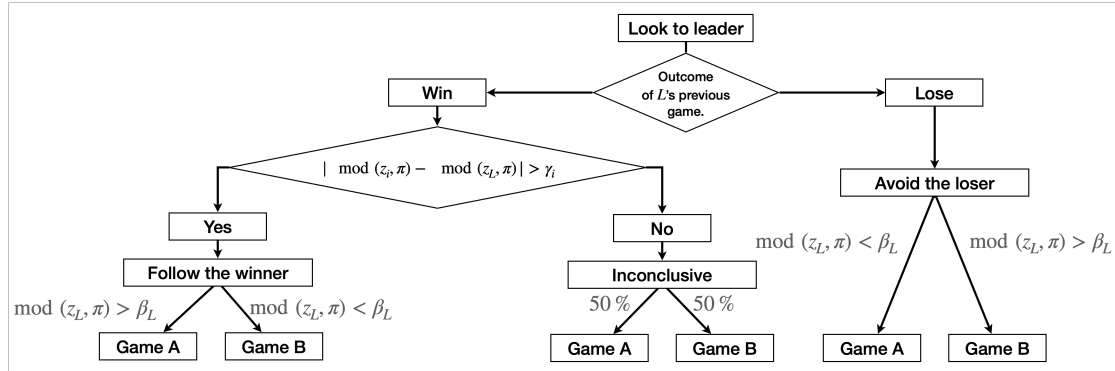 Look to leader
Outcome
of L's previous
game.
Win
Lose
| mod (z_i, π) − mod (z_L, π)| > γ_i
Avoid the loser
Yes
No
mod (z_L, π) < β_L
mod (z_L, π) > β_L
Follow the winner
Inconclusive
mod (z_L, π) > β_L
mod (z_L, π) < β_L
50 %
50 %
Game A
Game B
Game A
Game B
Game A
Game B